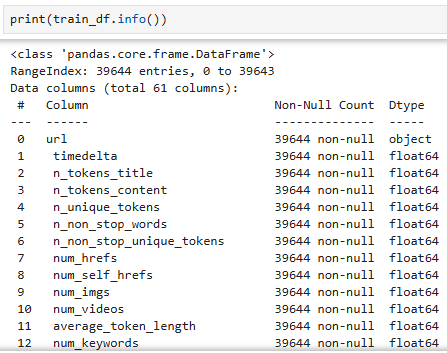 print(train_df.info())
<class 'pandas.core.frame.DataFrame'>
RangeIndex: 39644 entries, 0 to 39643
Data columns (total 61 columns):
 #   Column                         Non-Null Count  Dtype
---  ------                         --------------  -----
 0   url                            39644 non-null  object
 1    timedelta                     39644 non-null  float64
 2    n_tokens_title                39644 non-null  float64
 3    n_tokens_content              39644 non-null  float64
 4    n_unique_tokens               39644 non-null  float64
 5    n_non_stop_words              39644 non-null  float64
 6    n_non_stop_unique_tokens      39644 non-null  float64
 7    num_hrefs                     39644 non-null  float64
 8    num_self_hrefs                39644 non-null  float64
 9    num_imgs                      39644 non-null  float64
 10   num_videos                    39644 non-null  float64
 11   average_token_length          39644 non-null  float64
 12   num_keywords                  39644 non-null  float64